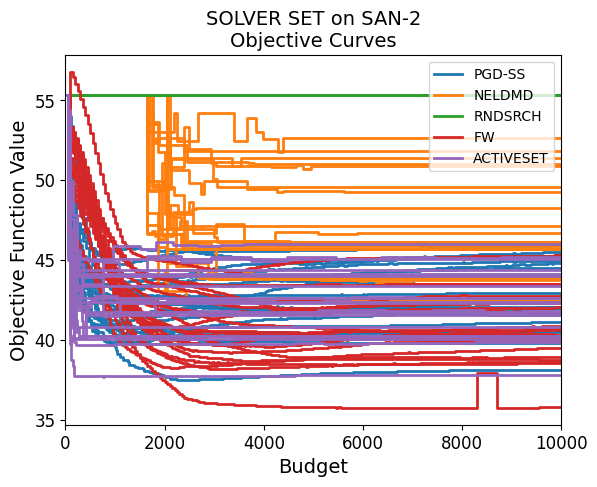 SOLVER SET on SAN-2
Objective Curves
PGD-SS
NELDMD
RNDSRCH
FW
ACTIVESET
Objective Function Value
55
50
45
40
35
0 2000 4000 6000 8000 10000
Budget